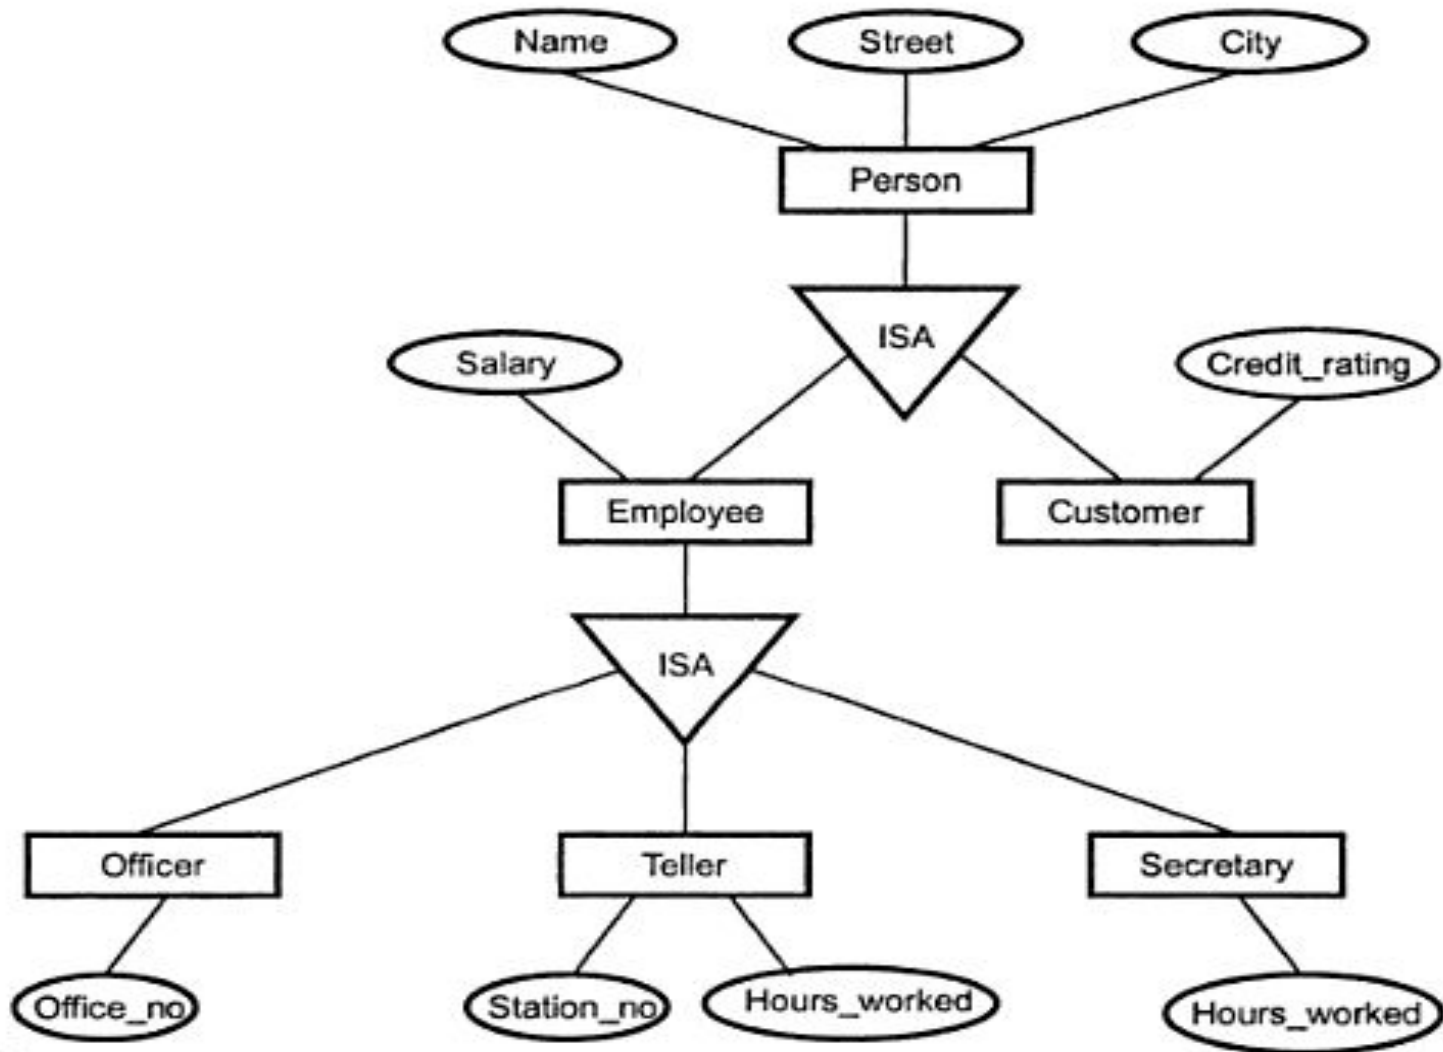 Name
Street
City
Person
ISA
Salary
Credit_rating
Employee
Customer
ISA
Officer
Teller
Secretary
Office_no
Station_no
Hours_worked
Hours_worked